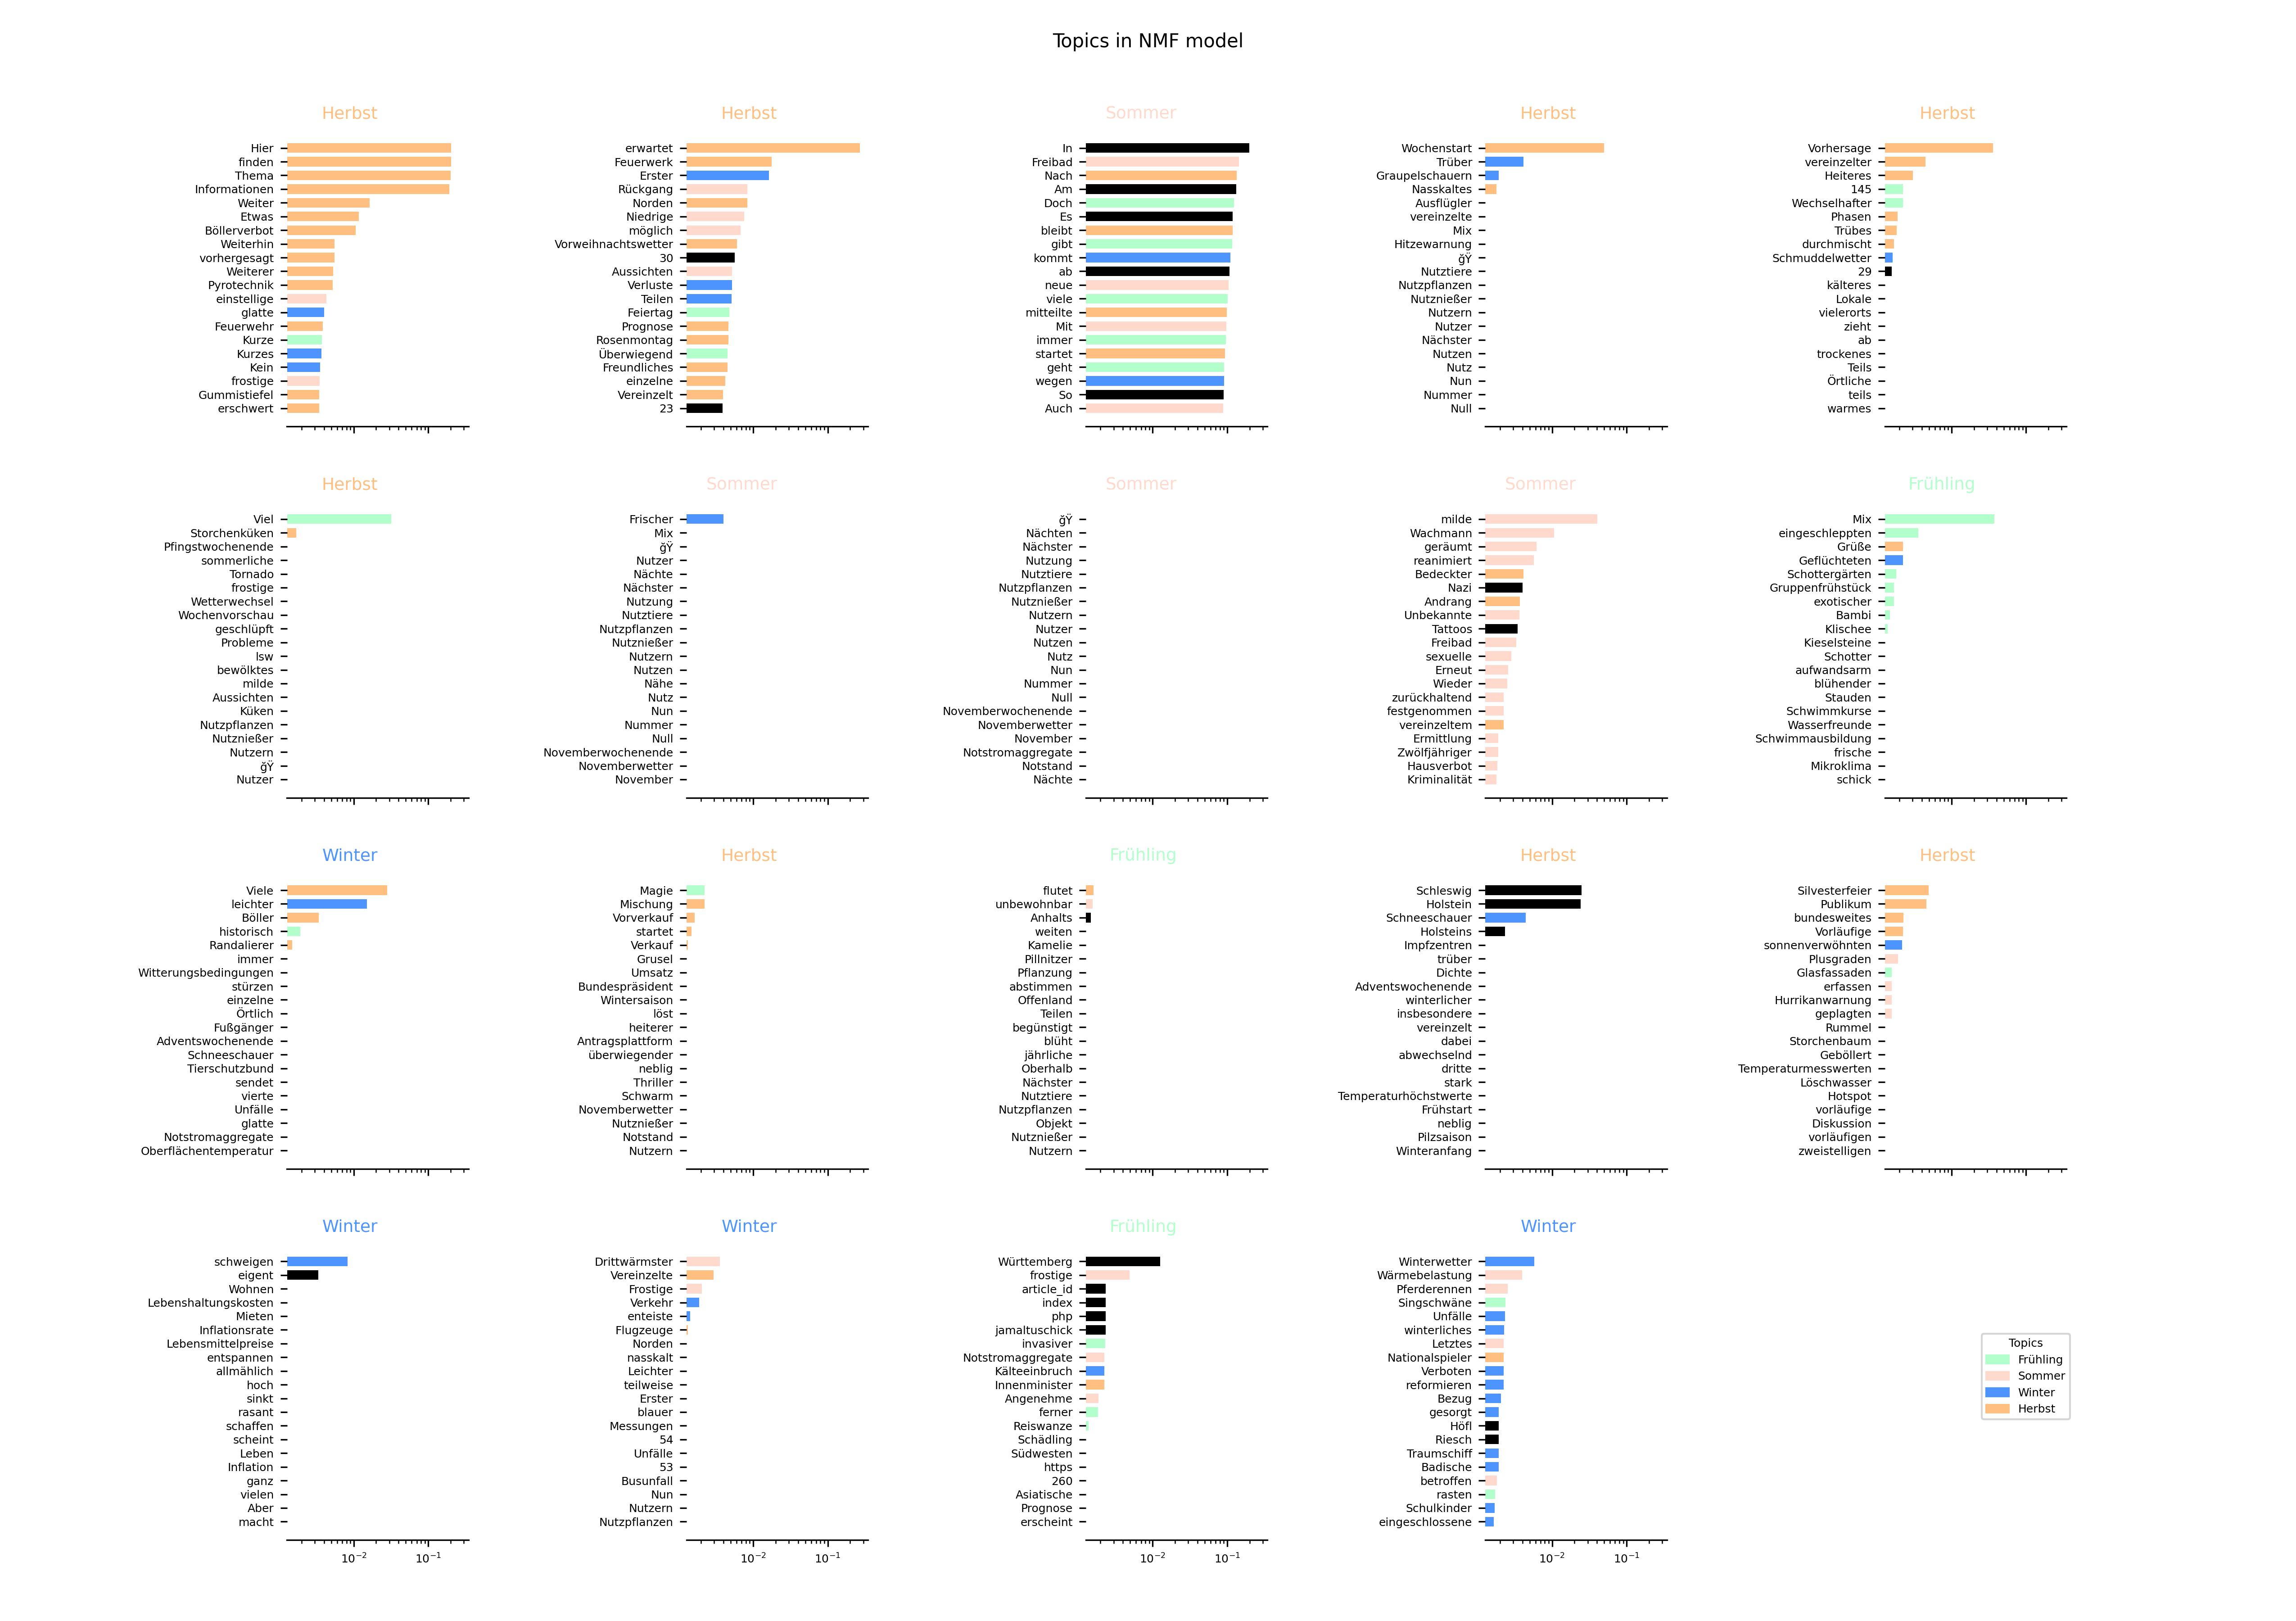 Topics in NMF model
Herbst
Hier
finden
Thema
Informationen
Weiter
Etwas
Böllerverbot
Weiterhin
vorhergesagt
Weiterer
Pyrotechnik
einstellige
glatte
Feuerwehr
Kurze
Kurzes
Kein
frostige
Gummistiefel
erschwert
Herbst
erwartet
Feuerwerk
Erster
Rückgang
Norden
Niedrige
möglich
Vorweihnachtswetter
30
Aussichten
Verluste
Teilen
Feiertag
Prognose
Rosenmontag
Überwiegend
Freundliches
einzelne
Vereinzelt
23
Sommer
In
Freibad
Nach
Am
Doch
Es
bleibt
gibt
kommt
ab
neue
viele
mitteilte
Mit
immer
startet
geht
wegen
So
Auch
Herbst
Wochenstart
Trüber
Graupelschauern
Nasskaltes
Ausflügler
vereinzelte
Mix
Hitzewarnung
ğŸ
Nutztiere
Nutzpflanzen
Nutznießer
Nutzern
Nutzer
Nächster
Nutzen
Nutz
Nun
Nummer
Null
Herbst
Vorhersage
vereinzelter
Heiteres
145
Wechselhafter
Phasen
Trübes
durchmischt
Schmuddelwetter
29
kälteres
Lokale
vielerorts
zieht
ab
trockenes
Teils
Örtliche
teils
warmes
Herbst
Viel
Storchenküken
Pfingstwochenende
sommerliche
Tornado
frostige
Wetterwechsel
Wochenvorschau
geschlüpft
Probleme
lsw
bewölktes
milde
Aussichten
Küken
Nutzpflanzen
Nutznießer
Nutzern
ğŸ
Nutzer
Sommer
Frischer
Mix
ğŸ
Nutzer
Nächte
Nächster
Nutzung
Nutztiere
Nutzpflanzen
Nutznießer
Nutzern
Nutzen
Nähe
Nutz
Nun
Nummer
Null
Novemberwochenende
Novemberwetter
November
Sommer
ğŸ
Nächten
Nächster
Nutzung
Nutztiere
Nutzpflanzen
Nutznießer
Nutzern
Nutzer
Nutzen
Nutz
Nun
Nummer
Null
Novemberwochenende
Novemberwetter
November
Notstromaggregate
Notstand
Nächte
Sommer
milde
Wachmann
geräumt
reanimiert
Bedeckter
Nazi
Andrang
Unbekannte
Tattoos
Freibad
sexuelle
Erneut
Wieder
zurückhaltend
festgenommen
vereinzeltem
Ermittlung
Zwölfjähriger
Hausverbot
Kriminalität
Frühling
Mix
eingeschleppten
Grüße
Geflüchteten
Schottergärten
Gruppenfrühstück
exotischer
Bambi
Klischee
Kieselsteine
Schotter
aufwandsarm
blühender
Stauden
Schwimmkurse
Wasserfreunde
Schwimmausbildung
frische
Mikroklima
schick
Winter
Viele
leichter
Böller
historisch
Randalierer
immer
Witterungsbedingungen
stürzen
einzelne
Örtlich
Fußgänger
Adventswochenende
Schneeschauer
Tierschutzbund
sendet
vierte
Unfälle
glatte
Notstromaggregate
Oberflächentemperatur
Herbst
Magie
Mischung
Vorverkauf
startet
Verkauf
Grusel
Umsatz
Bundespräsident
Wintersaison
löst
heiterer
Antragsplattform
überwiegender
neblig
Thriller
Schwarm
Novemberwetter
Nutznießer
Notstand
Nutzern
Frühling
flutet
unbewohnbar
Anhalts
weiten
Kamelie
Pillnitzer
Pflanzung
abstimmen
Offenland
Teilen
begünstigt
blüht
jährliche
Oberhalb
Nächster
Nutztiere
Nutzpflanzen
Objekt
Nutznießer
Nutzern
Herbst
Schleswig
Holstein
Schneeschauer
Holsteins
Impfzentren
trüber
Dichte
Adventswochenende
winterlicher
insbesondere
vereinzelt
dabei
abwechselnd
dritte
stark
Temperaturhöchstwerte
Frühstart
neblig
Pilzsaison
Winteranfang
Herbst
Silvesterfeier
Publikum
bundesweites
Vorläufige
sonnenverwöhnten
Plusgraden
Glasfassaden
erfassen
Hurrikanwarnung
geplagten
Rummel
Storchenbaum
Geböllert
Temperaturmesswerten
Löschwasser
Hotspot
vorläufige
Diskussion
vorläufigen
zweistelligen
Winter
schweigen
eigent
Wohnen
Lebenshaltungskosten
Mieten
Inflationsrate
Lebensmittelpreise
entspannen
allmählich
hoch
sinkt
rasant
schaffen
scheint
Leben
Inflation
ganz
vielen
Aber
macht
10⁻² 10⁻¹
Winter
Drittwärmster
Vereinzelte
Frostige
Verkehr
enteiste
Flugzeuge
Norden
nasskalt
Leichter
teilweise
Erster
blauer
Messungen
54
Unfälle
53
Busunfall
Nun
Nutzern
Nutzpflanzen
10⁻² 10⁻¹
Frühling
Württemberg
frostige
article_id
index
php
jamaltuschick
invasiver
Notstromaggregate
Kälteeinbruch
Innenminister
Angenehme
ferner
Reiswanze
Schädling
Südwesten
https
260
Asiatische
Prognose
erscheint
10⁻² 10⁻¹
Winter
Winterwetter
Wärmebelastung
Pferderennen
Singschwäne
Unfälle
winterliches
Letztes
Nationalspieler
Verboten
reformieren
Bezug
gesorgt
Höfl
Riesch
Traumschiff
Badische
betroffen
rasten
Schulkinder
eingeschlossene
10⁻² 10⁻¹
Topics
Frühling
Sommer
Winter
Herbst